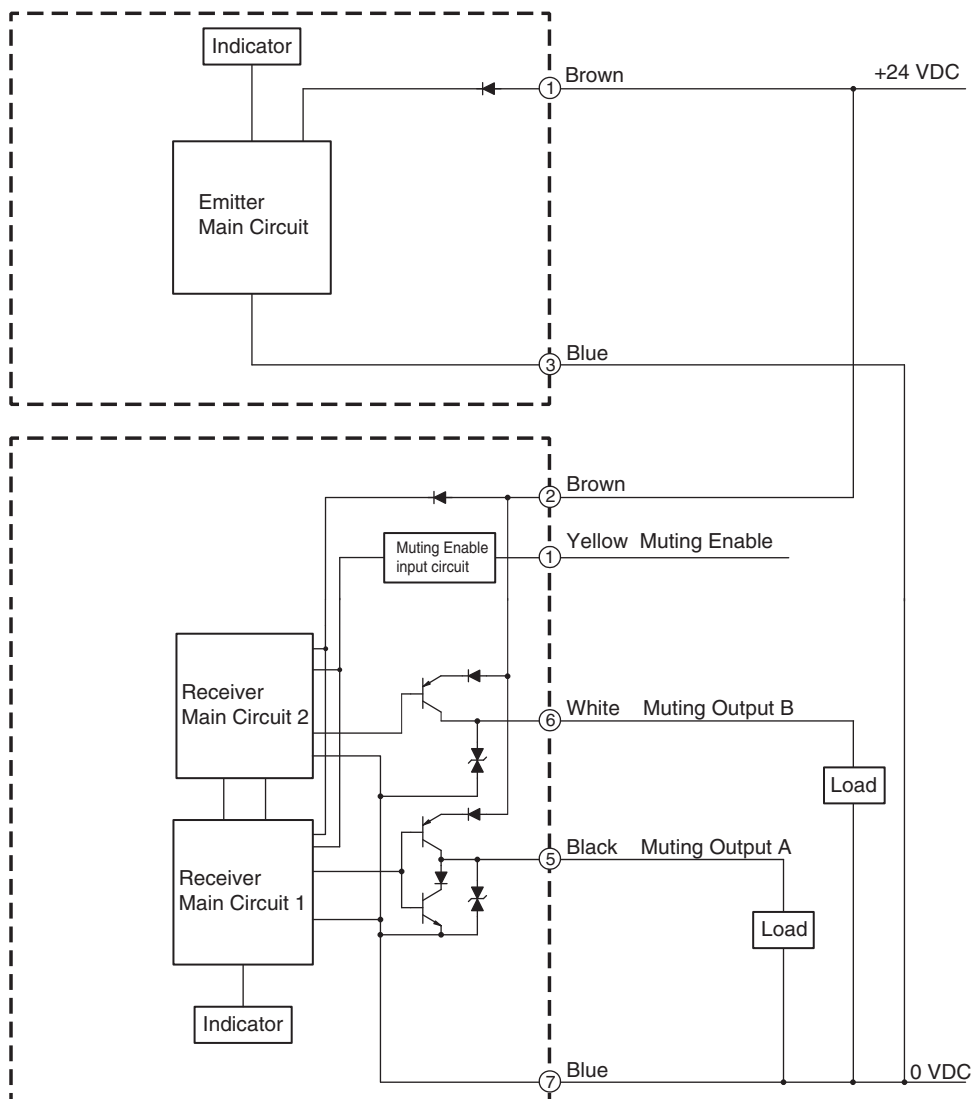 Indicator
① Brown
+24 VDC
Emitter
Main Circuit
③ Blue
② Brown
Muting Enable
input circuit
① Yellow Muting Enable
Receiver
Main Circuit 2
⑥ White Muting Output B
Load
Receiver
Main Circuit 1
⑤ Black Muting Output A
Load
Indicator
⑦ Blue
0 VDC